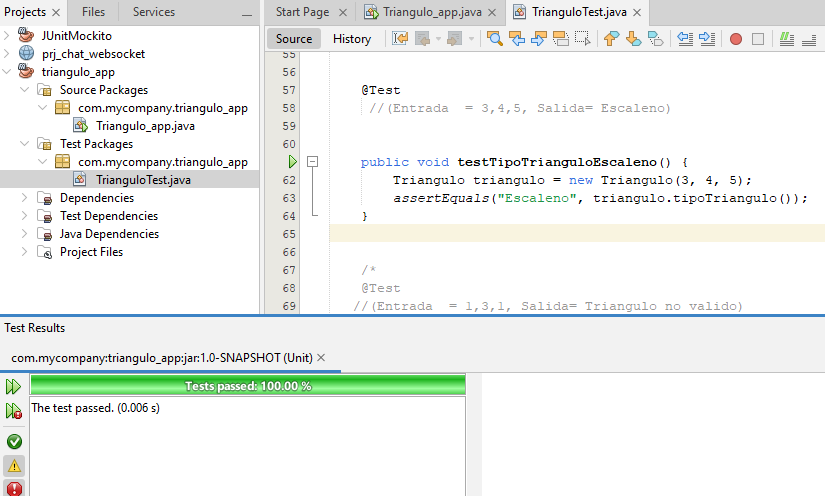 Projects × Files Services
JUnitMockito
prj_chat_websocket
triangulo_app
Source Packages
com.mycompany.triangulo_app
Triangulo_app.java
Test Packages
com.mycompany.triangulo_app
TrianguloTest.java
Dependencies
Test Dependencies
Java Dependencies
Project Files
Start Page × Triangulo_app.java × TrianguloTest.java ×
Source History
55
56
57 @Test
58 //(Entrada = 3,4,5, Salida= Escaleno)
59
60
public void testTipoTrianguloEscaleno() {
62 Triangulo triangulo = new Triangulo(3, 4, 5);
63 assertEquals("Escaleno", triangulo.tipoTriangulo());
64 }
65
66
67 /*
68 @Test
69 //(Entrada = 1,3,1, Salida= Triangulo no valido)
Test Results
com.mycompany:triangulo_app:jar:1.0-SNAPSHOT (Unit) ×
Tests passed: 100.00 %
The test passed. (0.006 s)